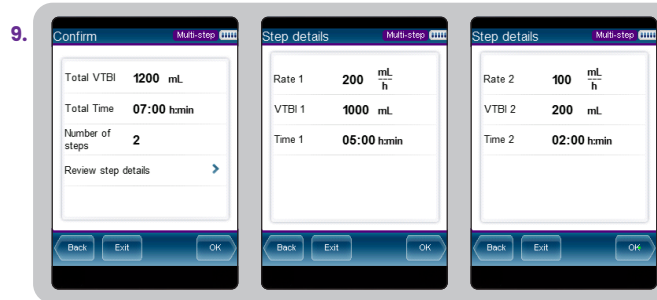 9.
Confirm Multi-step
Total VTBI 1200 mL
Total Time 07:00 h:min
Number of
steps 2
Review step details
Back Exit OK
Step details Multi-step
Rate 1 200 mL
h
VTBI 1 1000 mL
Time 1 05:00 h:min
Back Exit OK
Step details Multi-step
Rate 2 100 mL
h
VTBI 2 200 mL
Time 2 02:00 h:min
Back Exit OK